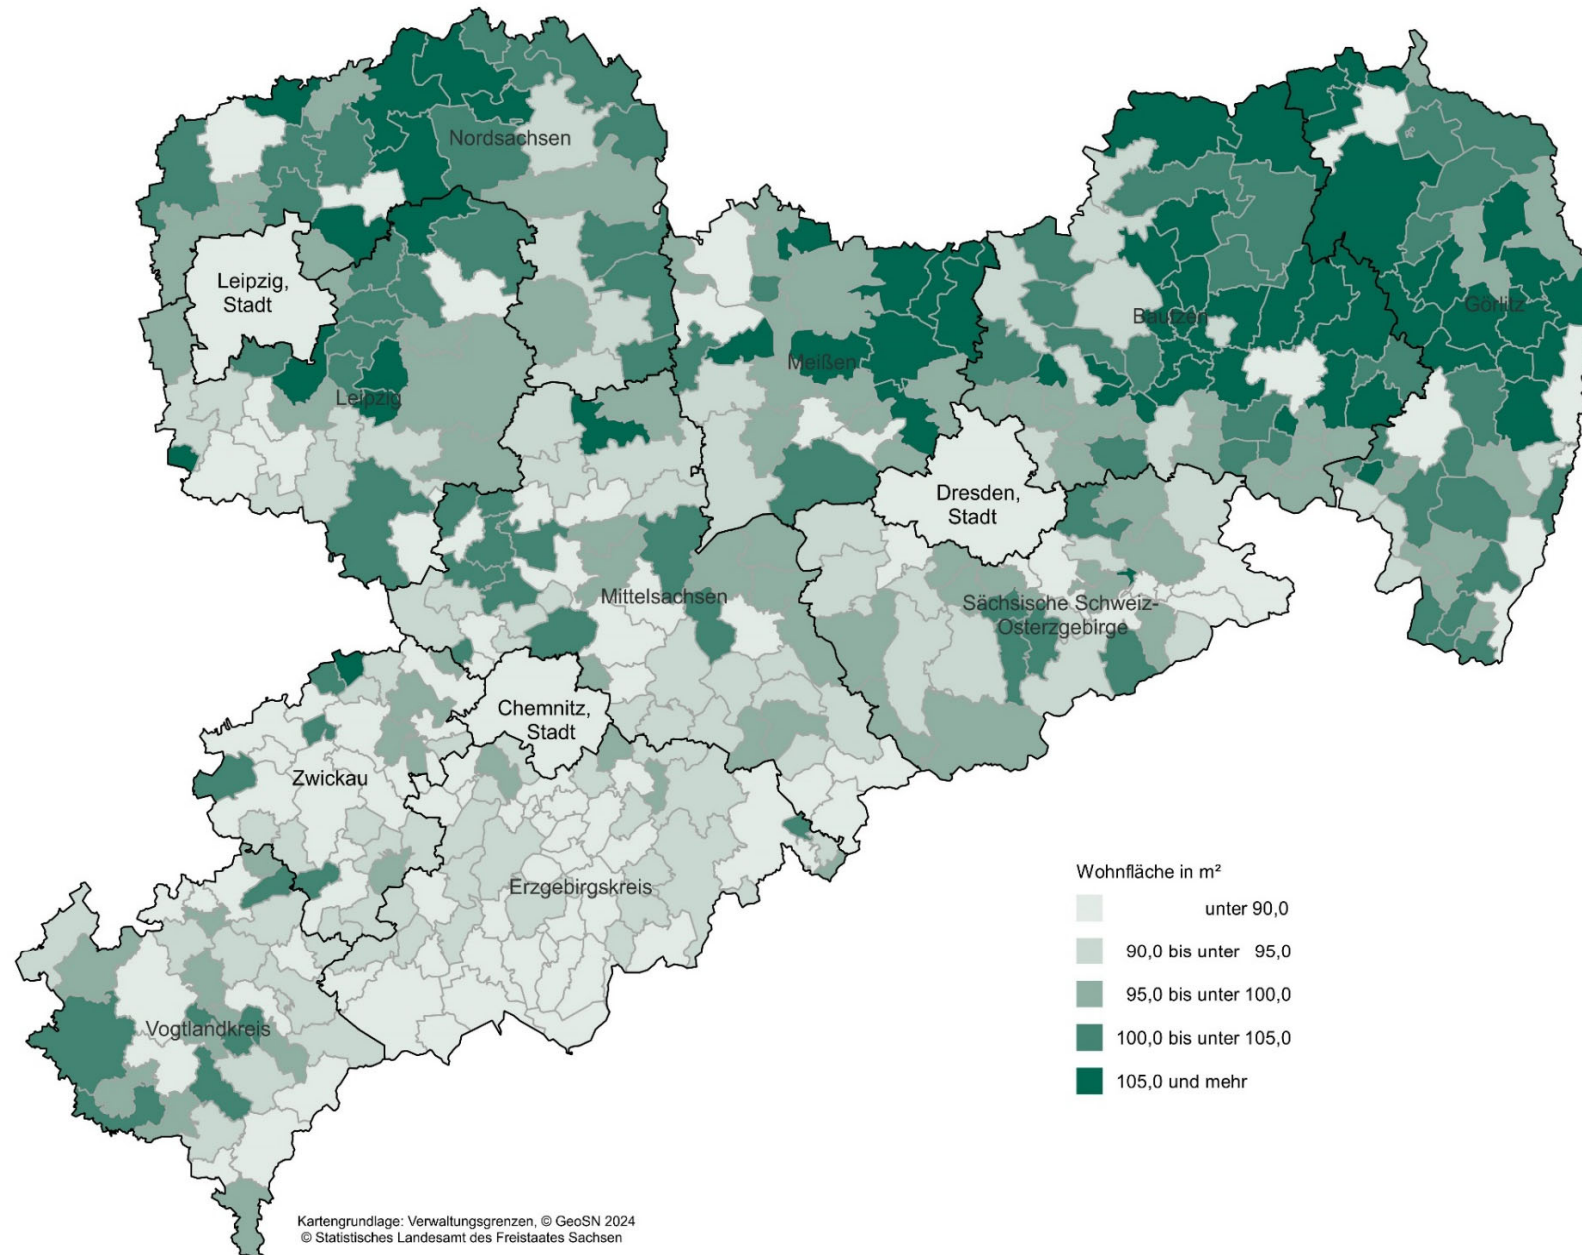 Nordsachsen
Leipzig,
Stadt
Görlitz
Bautzen
Meißen
Leipzig
Dresden,
Stadt
Mittelsachsen
Sächsische Schweiz-
Osterzgebirge
Chemnitz,
Stadt
Zwickau
Erzgebirgskreis
Vogtlandkreis
Wohnfläche in m²
unter 90,0
90,0 bis unter 95,0
95,0 bis unter 100,0
100,0 bis unter 105,0
105,0 und mehr
Kartengrundlage: Verwaltungsgrenzen, © GeoSN 2024
© Statistisches Landesamt des Freistaates Sachsen